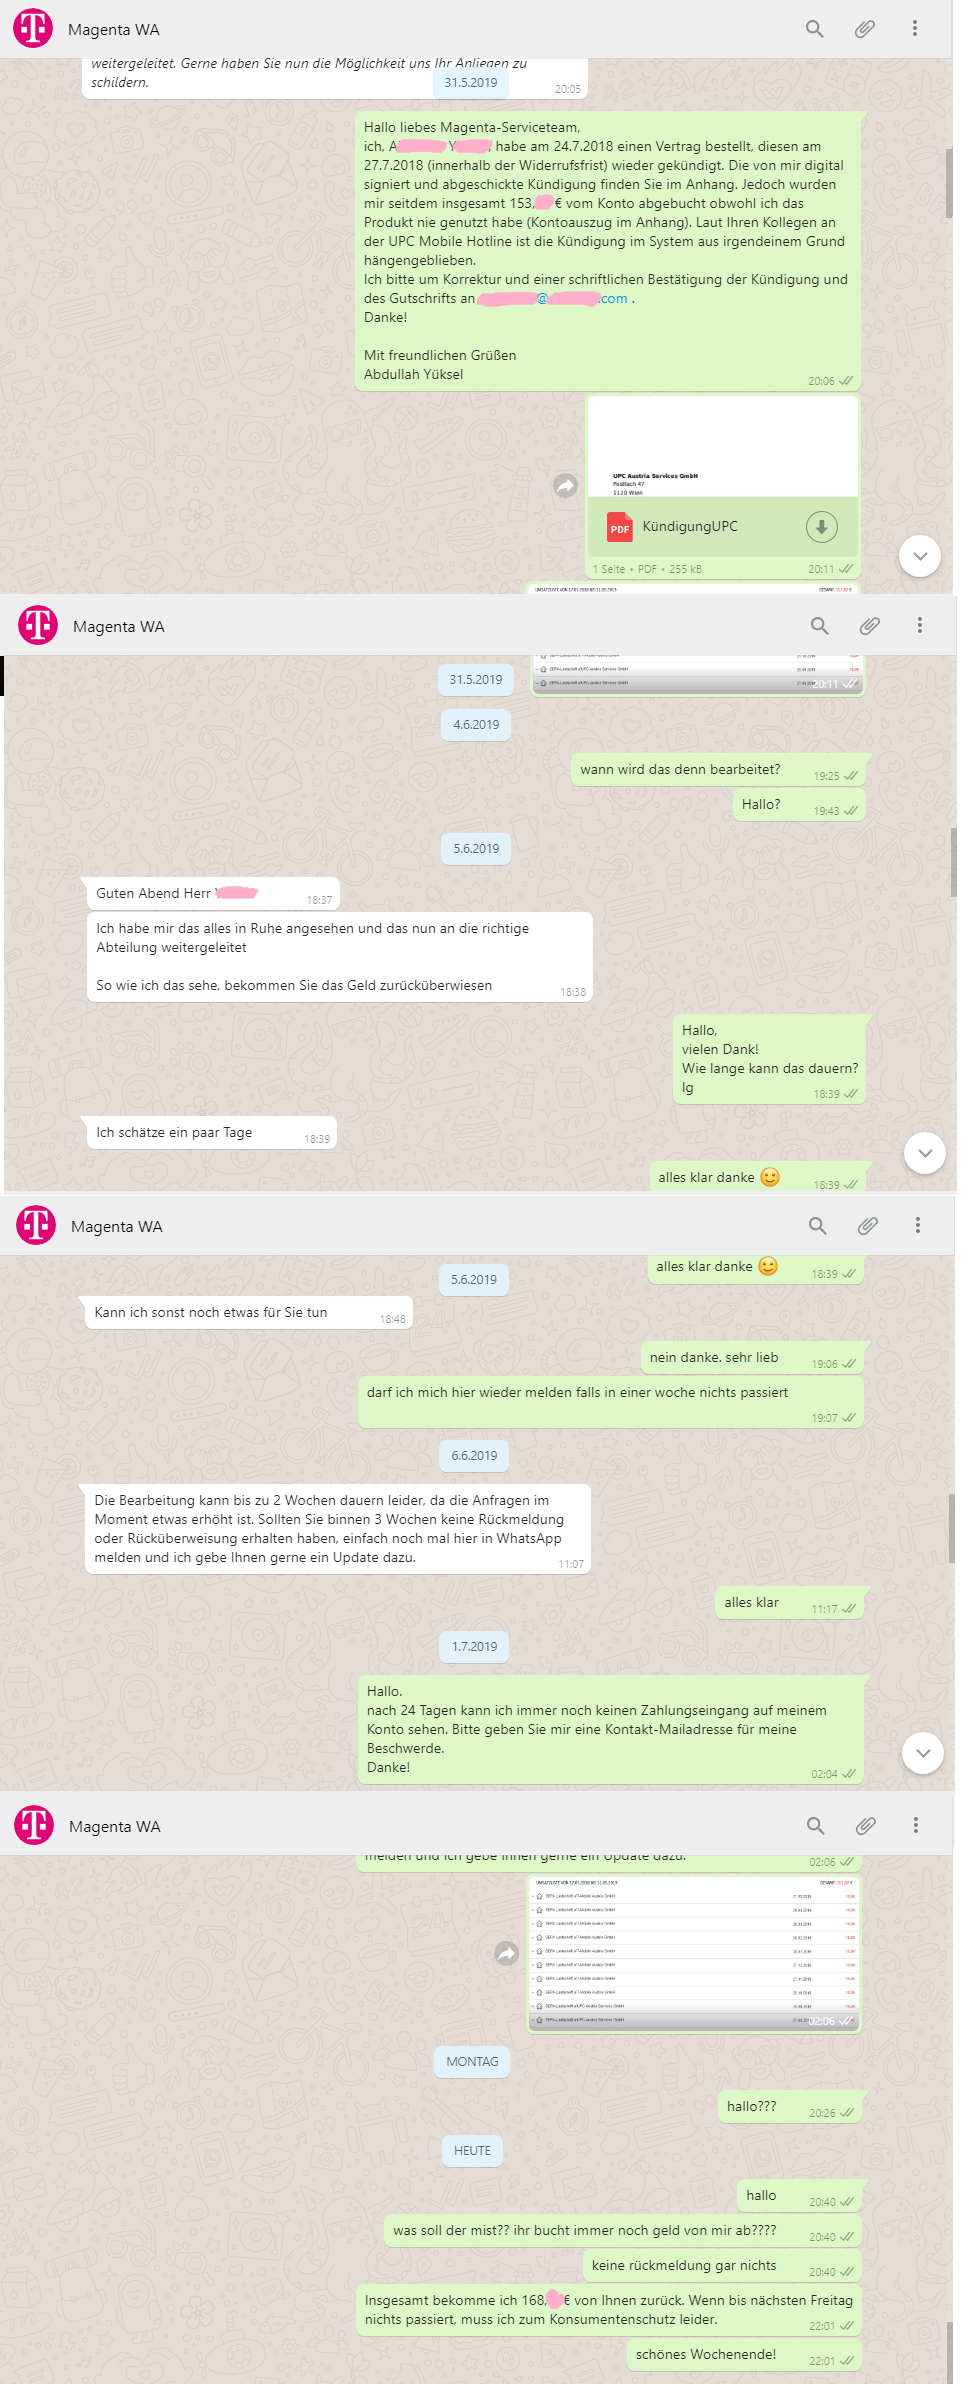 Magenta WA
weitergeleitet. Gerne haben Sie nun die Möglichkeit uns Ihr Anliegen zu
schildern.
20:05
31.5.2019
Hallo liebes Magenta-Serviceteam,
ich, A Y , habe am 24.7.2018 einen Vertrag bestellt, diesen am
27.7.2018 (innerhalb der Widerrufsfrist) wieder gekündigt. Die von mir digital
signiert und abgeschickte Kündigung finden Sie im Anhang. Jedoch wurden
mir seitdem insgesamt 153, € vom Konto abgebucht obwohl ich das
Produkt nie genutzt habe (Kontoauszug im Anhang). Laut Ihren Kollegen an
der UPC Mobile Hotline ist die Kündigung im System aus irgendeinem Grund
hängengeblieben.
Ich bitte um Korrektur und einer schriftlichen Bestätigung der Kündigung und
des Gutschrifts an @ .com .
Danke!
Mit freundlichen Grüßen
Abdullah Yüksel
20:06
UPC Austria Services GmbH
Postfach 47
1120 Wien
PDF
KündigungUPC
1 Seite • PDF • 255 kB
20:11
Magenta WA
31.5.2019
20:11
4.6.2019
wann wird das denn bearbeitet?
19:25
Hallo?
19:43
5.6.2019
Guten Abend Herr
18:37
Ich habe mir das alles in Ruhe angesehen und das nun an die richtige
Abteilung weitergeleitet
So wie ich das sehe, bekommen Sie das Geld zurücküberwiesen
18:38
Hallo,
vielen Dank!
Wie lange kann das dauern?
lg
18:39
Ich schätze ein paar Tage
18:39
alles klar danke
18:39
Magenta WA
alles klar danke
18:39
5.6.2019
Kann ich sonst noch etwas für Sie tun
18:48
nein danke. sehr lieb
19:06
darf ich mich hier wieder melden falls in einer woche nichts passiert
19:07
6.6.2019
Die Bearbeitung kann bis zu 2 Wochen dauern leider, da die Anfragen im
Moment etwas erhöht ist. Sollten Sie binnen 3 Wochen keine Rückmeldung
oder Rücküberweisung erhalten haben, einfach noch mal hier in WhatsApp
melden und ich gebe Ihnen gerne ein Update dazu.
11:07
alles klar
11:17
1.7.2019
Hallo.
nach 24 Tagen kann ich immer noch keinen Zahlungseingang auf meinem
Konto sehen. Bitte geben Sie mir eine Kontakt-Mailadresse für meine
Beschwerde.
Danke!
02:04
Magenta WA
melden und ich gebe Ihnen gerne ein Update dazu.
02:06
02:06
MONTAG
hallo???
20:26
HEUTE
hallo
20:40
was soll der mist?? ihr bucht immer noch geld von mir ab????
20:40
keine rückmeldung gar nichts
20:40
Insgesamt bekomme ich 168, € von Ihnen zurück. Wenn bis nächsten Freitag
nichts passiert, muss ich zum Konsumentenschutz leider.
22:01
schönes Wochenende!
22:01